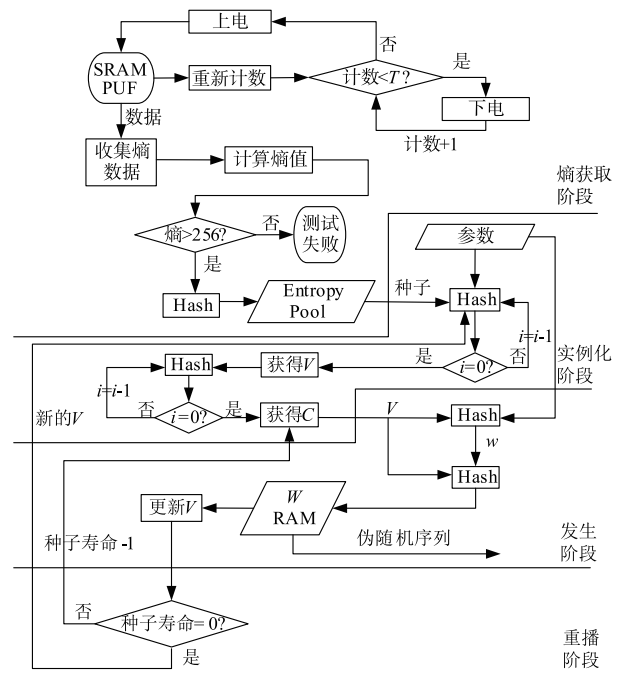 上电
否
SRAM
PUF
重新计数
计数<T?
是
下电
数据
计数+1
收集熵
数据
计算熵值
熵获取
阶段
熵>256?
否
测试
失败
参数
是
Hash
Entropy
Pool
种子
Hash
i=i-1
Hash
获得V
是
i=0?
否
实例化
阶段
i=i-1
新的V
否
i=0?
是
获得C
V
Hash
w
Hash
更新V
W
RAM
伪随机序列
发生
阶段
种子寿命-1
否
种子寿命=0?
是
重播
阶段